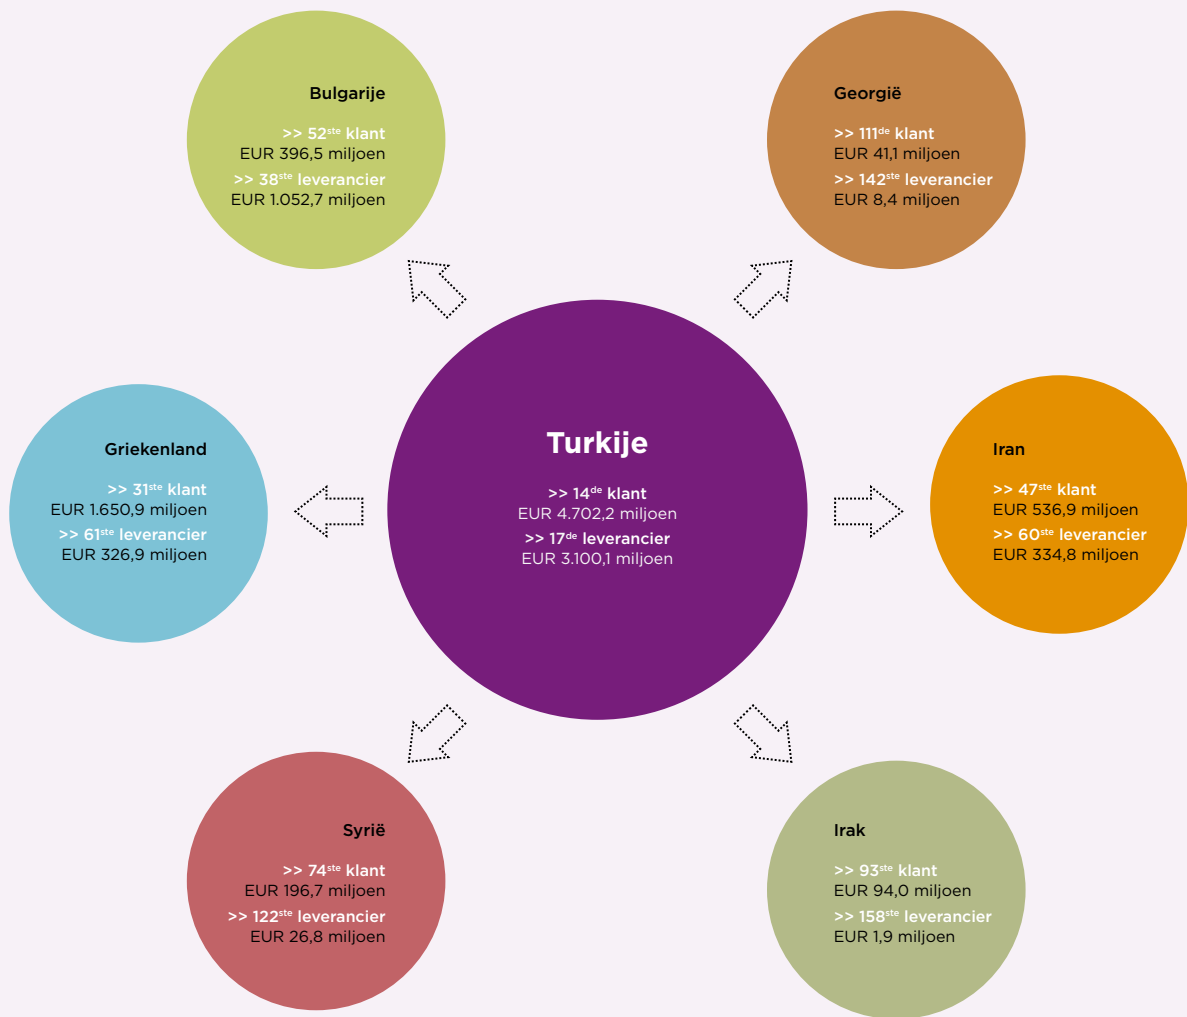 Bulgarije
>> 52ste klant
EUR 396,5 miljoen
>> 38ste leverancier
EUR 1.052,7 miljoen
Georgië
>> 111de klant
EUR 41,1 miljoen
>> 142ste leverancier
EUR 8,4 miljoen
Griekenland
>> 31ste klant
EUR 1.650,9 miljoen
>> 61ste leverancier
EUR 326,9 miljoen
Turkije
>> 14de klant
EUR 4.702,2 miljoen
>> 17de leverancier
EUR 3.100,1 miljoen
Iran
>> 47ste klant
EUR 536,9 miljoen
>> 60ste leverancier
EUR 334,8 miljoen
Syrië
>> 74ste klant
EUR 196,7 miljoen
>> 122ste leverancier
EUR 26,8 miljoen
Irak
>> 93ste klant
EUR 94,0 miljoen
>> 158ste leverancier
EUR 1,9 miljoen